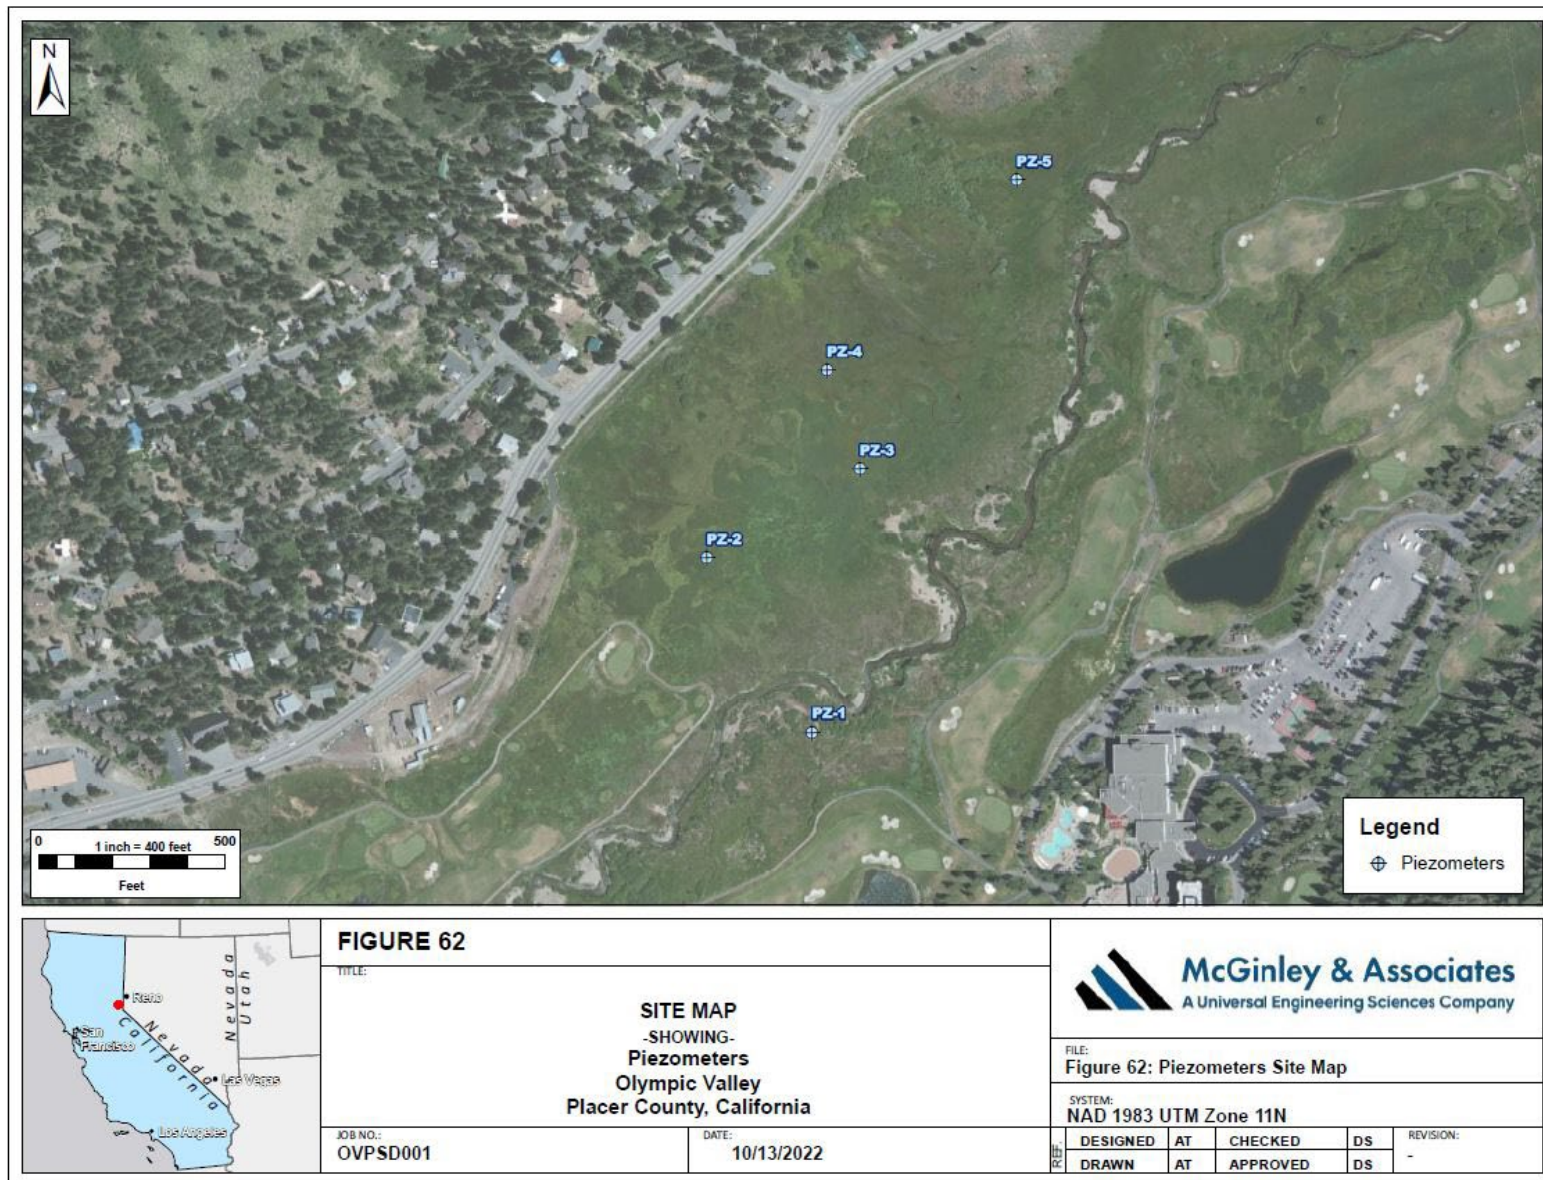 N
PZ-5
PZ-4
PZ-3
PZ-2
PZ-1
0 1 inch = 400 feet 500
Feet
Legend
Piezometers
Nevada
Utah
Reno
San
Francisco
Nevada
California
Las Vegas
Los Angeles
FIGURE 62
TITLE:
SITE MAP
-SHOWING-
Piezometers
Olympic Valley
Placer County, California
JOB NO.:
OVPSD001
DATE:
10/13/2022
McGinley & Associates
A Universal Engineering Sciences Company
FILE:
Figure 62: Piezometers Site Map
SYSTEM:
NAD 1983 UTM Zone 11N
REF.
DESIGNED AT CHECKED DS
DRAWN AT APPROVED DS
REVISION:
-